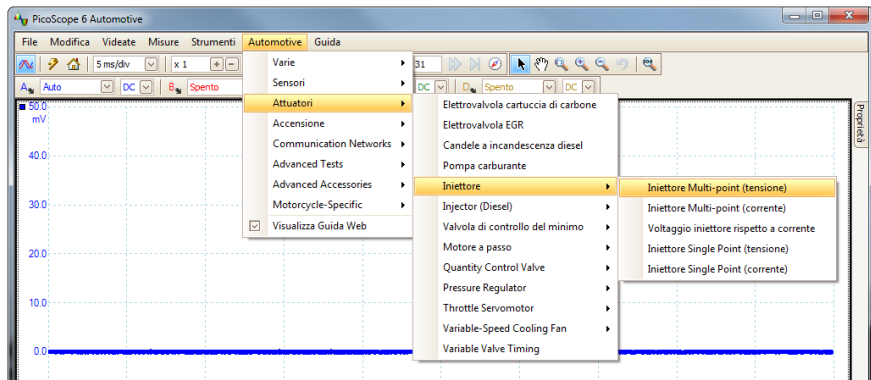 PicoScope 6 Automotive
File Modifica Videate Misure Strumenti Automotive Guida
5 ms/div x 1 31
A Auto DC B Spento DC D Spento DC
50.0
mV
40.0
30.0
20.0
10.0
0.0
Varie
Sensori
Attuatori
Accensione
Communication Networks
Advanced Tests
Advanced Accessories
Motorcycle-Specific
Visualizza Guida Web
Elettrovalvola cartuccia di carbone
Elettrovalvola EGR
Candele a incandescenza diesel
Pompa carburante
Iniettore
Injector (Diesel)
Valvola di controllo del minimo
Motore a passo
Quantity Control Valve
Pressure Regulator
Throttle Servomotor
Variable-Speed Cooling Fan
Variable Valve Timing
Iniettore Multi-point (tensione)
Iniettore Multi-point (corrente)
Voltaggio iniettore rispetto a corrente
Iniettore Single Point (tensione)
Iniettore Single Point (corrente)
Proprietà